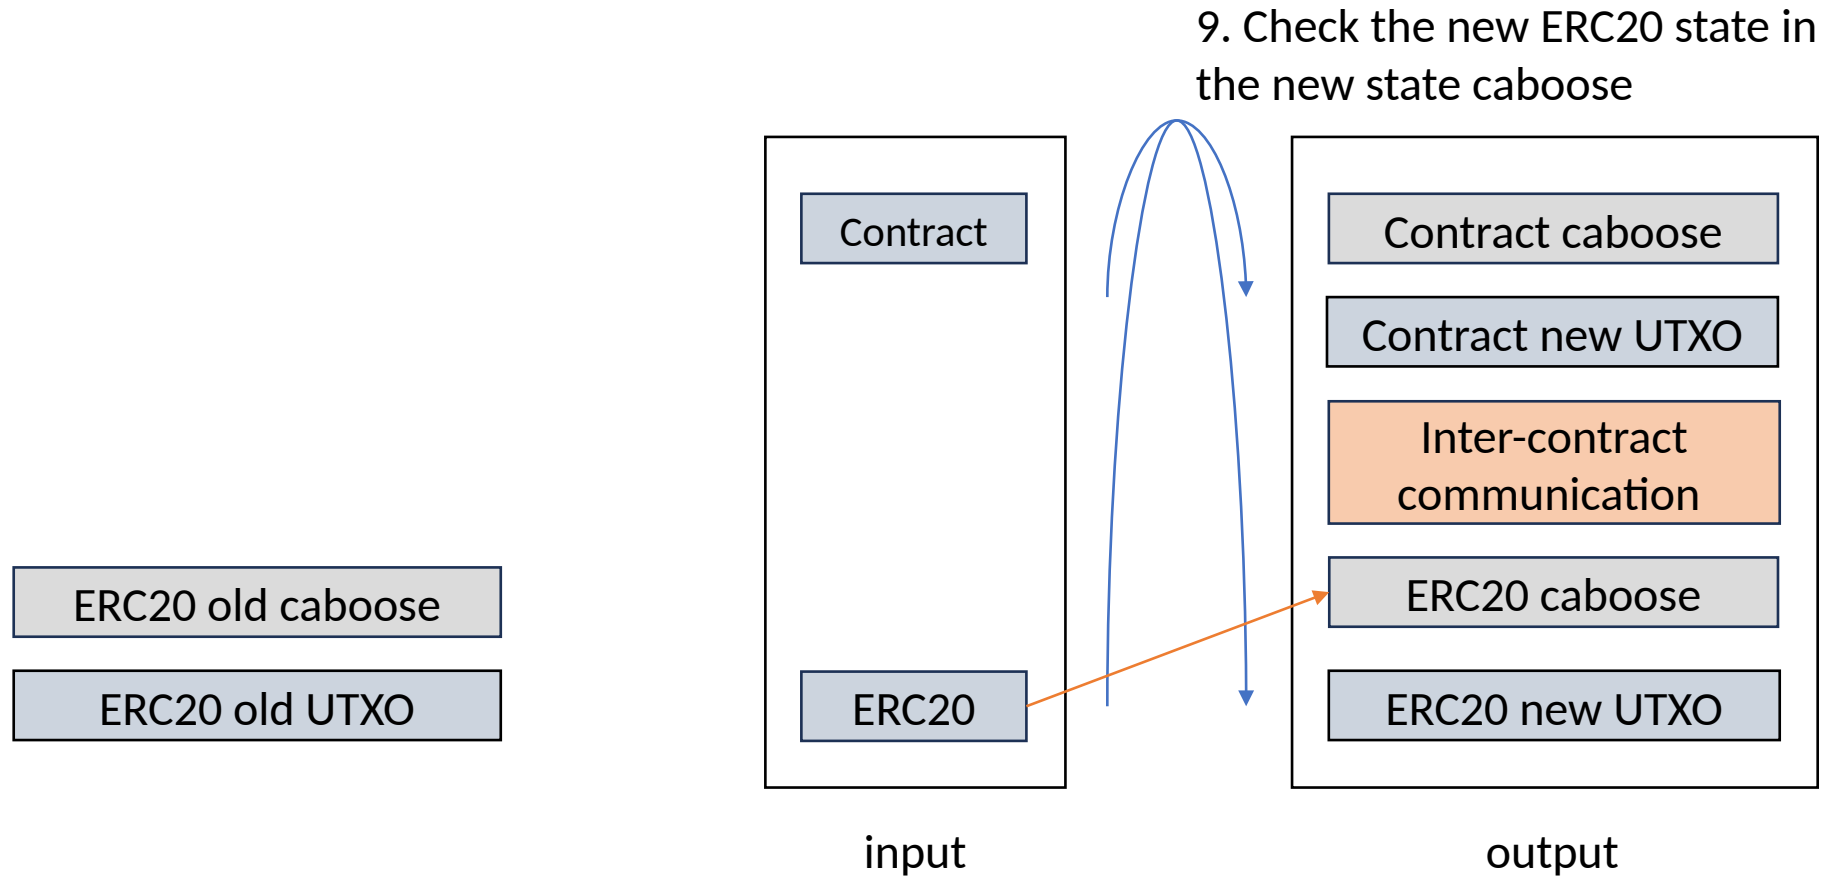 9. Check the new ERC20 state in
the new state caboose
Contract
Contract caboose
Contract new UTXO
Inter-contract
communication
ERC20 old caboose
ERC20 caboose
ERC20 old UTXO
ERC20
ERC20 new UTXO
input
output